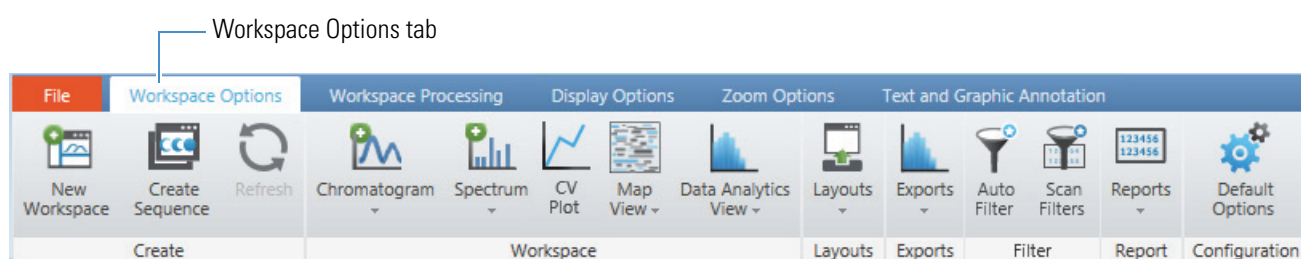 Workspace Options tab
File Workspace Options Workspace Processing Display Options Zoom Options Text and Graphic Annotation
123456
123456
New Create Refresh Chromatogram Spectrum CV Map Data Analytics Layouts Exports Auto Scan Reports Default
Workspace Sequence Plot View View Filter Filters Options
Create Workspace Layouts Exports Filter Report Configuration